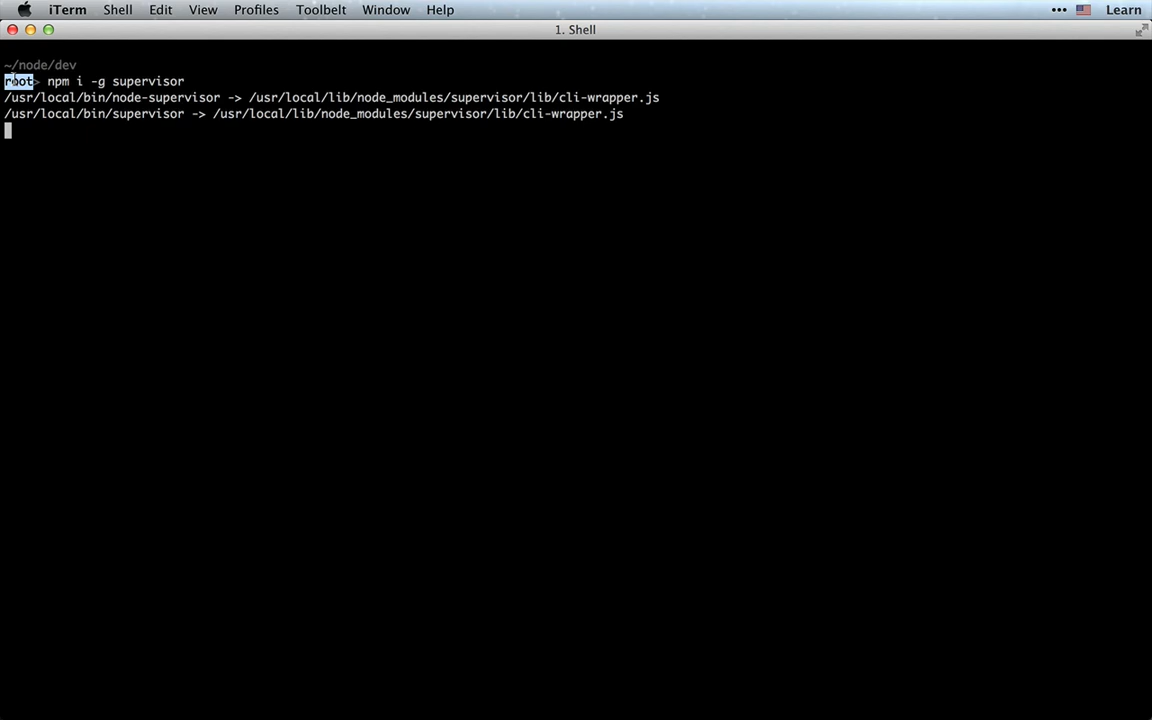 iTerm Shell Edit View Profiles Toolbelt Window Help ••• Learn
1. Shell
~/node/dev
root> npm i -g supervisor
/usr/local/bin/node-supervisor -> /usr/local/lib/node_modules/supervisor/lib/cli-wrapper.js
/usr/local/bin/supervisor -> /usr/local/lib/node_modules/supervisor/lib/cli-wrapper.js